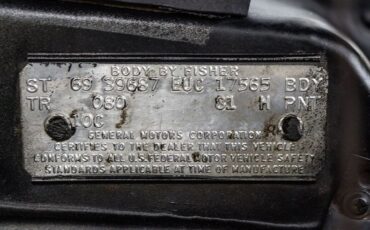 BODY BY FISHER
ST 69 39687 EUC 17565 BDY
TR 080 81 H PNT
10C
GENERAL MOTORS CORPORATION
CERTIFIES TO THE DEALER THAT THIS VEHICLE
CONFORMS TO ALL U.S. FEDERAL MOTOR VEHICLE SAFETY
STANDARDS APPLICABLE AT TIME OF MANUFACTURE